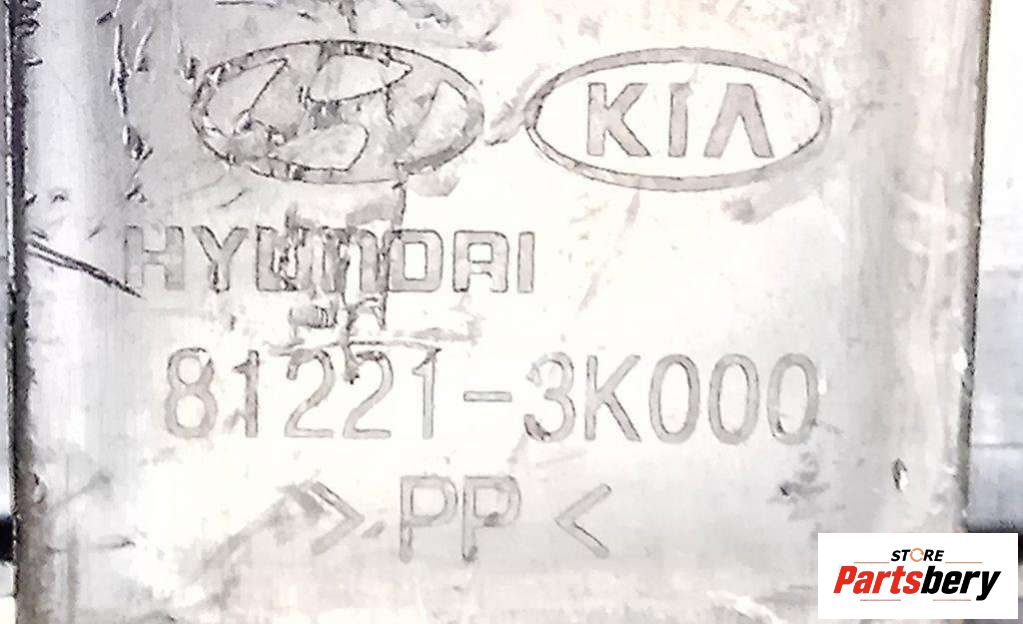 KIA
HYUNDAI
81221-3K000
>PP<
STORE
Partsbery